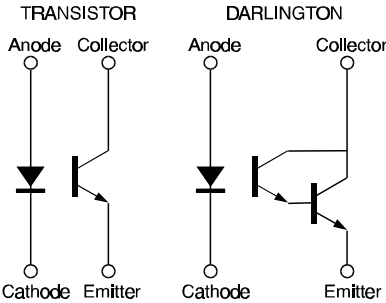 TRANSISTOR DARLINGTON
Anode Collector Anode Collector
Cathode Emitter Cathode Emitter